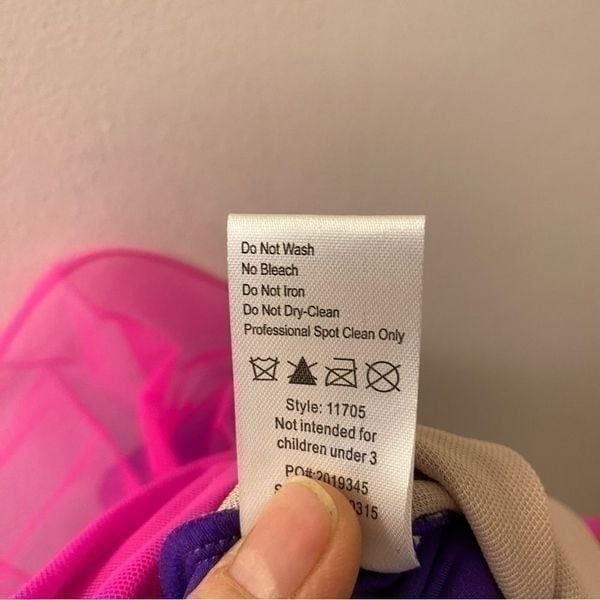 Do Not Wash
No Bleach
Do Not Iron
Do Not Dry-Clean
Professional Spot Clean Only
Style: 11705
Not intended for
children under 3
PO#:2019345